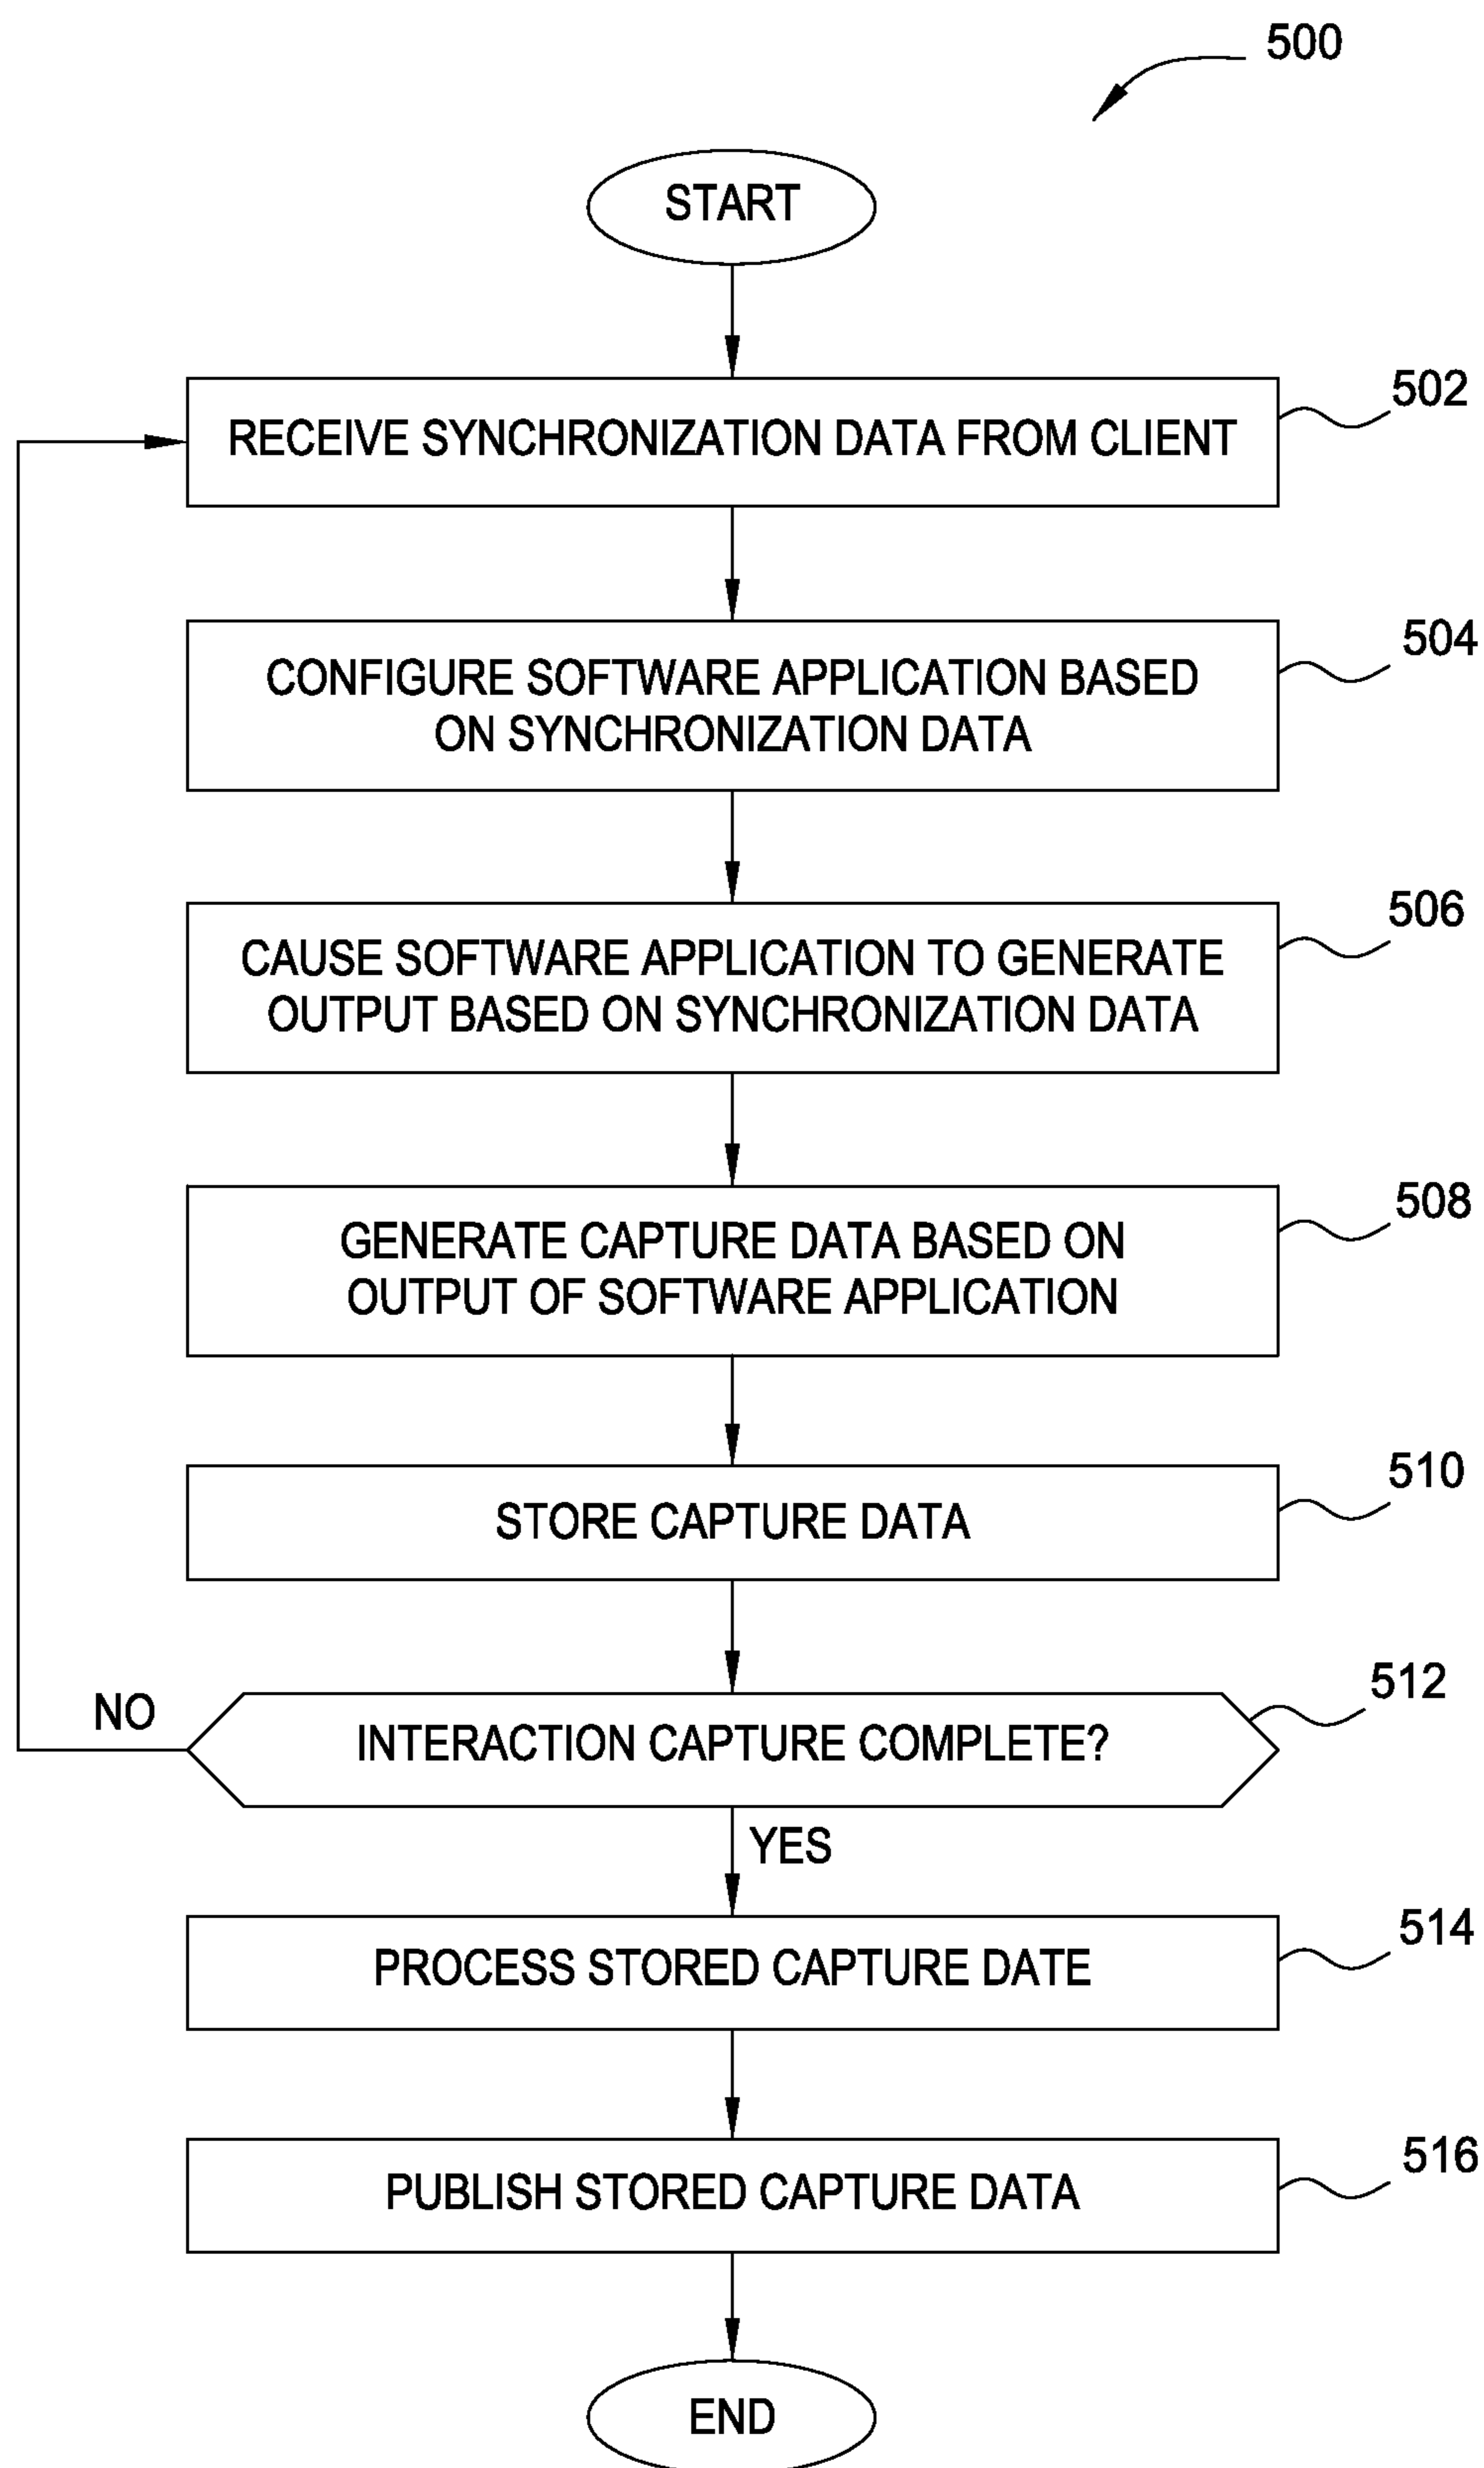 500
START
RECEIVE SYNCHRONIZATION DATA FROM CLIENT
502
CONFIGURE SOFTWARE APPLICATION BASED
ON SYNCHRONIZATION DATA
504
CAUSE SOFTWARE APPLICATION TO GENERATE
OUTPUT BASED ON SYNCHRONIZATION DATA
506
GENERATE CAPTURE DATA BASED ON
OUTPUT OF SOFTWARE APPLICATION
508
STORE CAPTURE DATA
510
NO
INTERACTION CAPTURE COMPLETE?
512
YES
PROCESS STORED CAPTURE DATE
514
PUBLISH STORED CAPTURE DATA
516
END